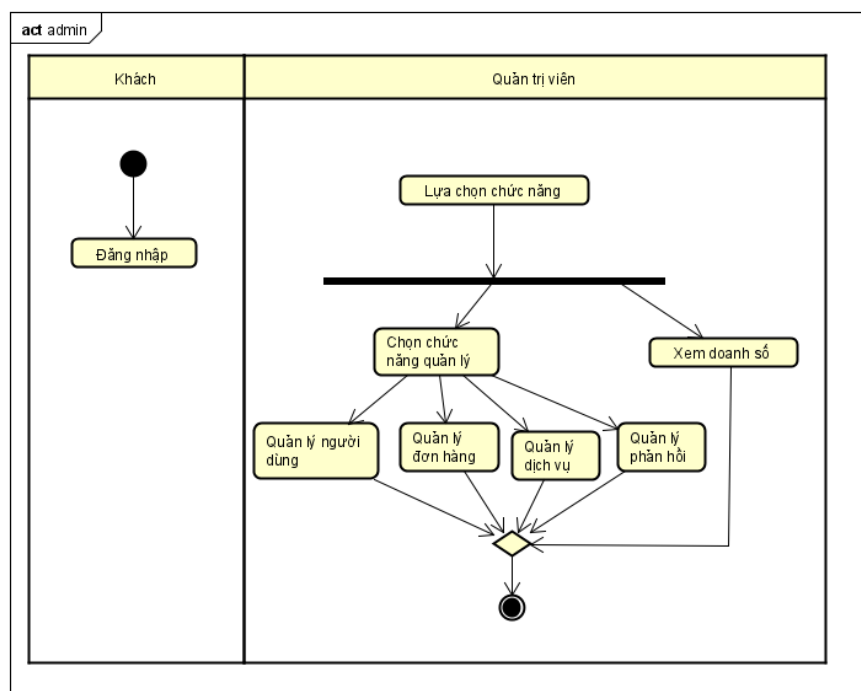 act admin
Khách
Quản trị viên
Lựa chọn chức năng
Đăng nhập
Chọn chức
năng quản lý
Xem doanh số
Quản lý người
dùng
Quản lý
đơn hàng
Quản lý
dịch vụ
Quản lý
phản hồi